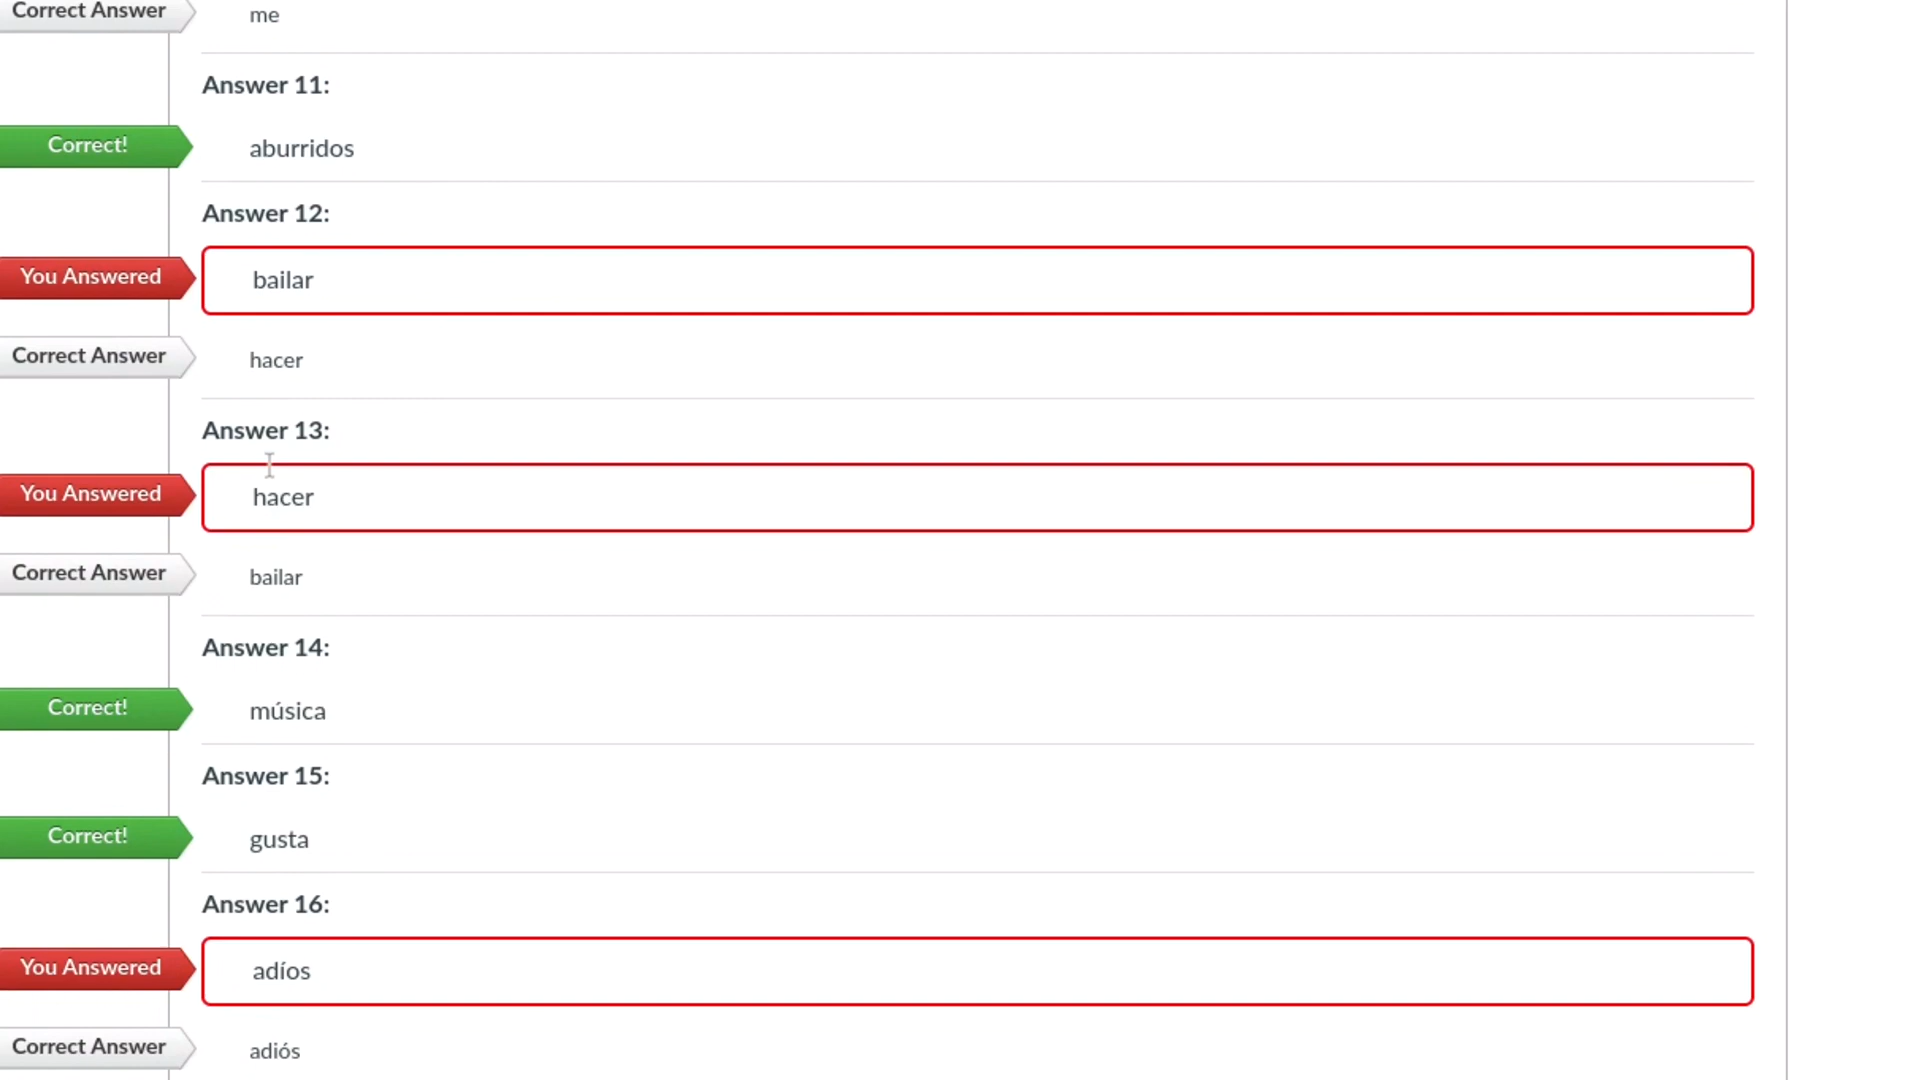 Correct Answer
me
Answer 11:
Correct!
aburridos
Answer 12:
You Answered
bailar
Correct Answer
hacer
Answer 13:
You Answered
hacer
Correct Answer
bailar
Answer 14:
Correct!
música
Answer 15:
Correct!
gusta
Answer 16:
You Answered
adíos
Correct Answer
adiós